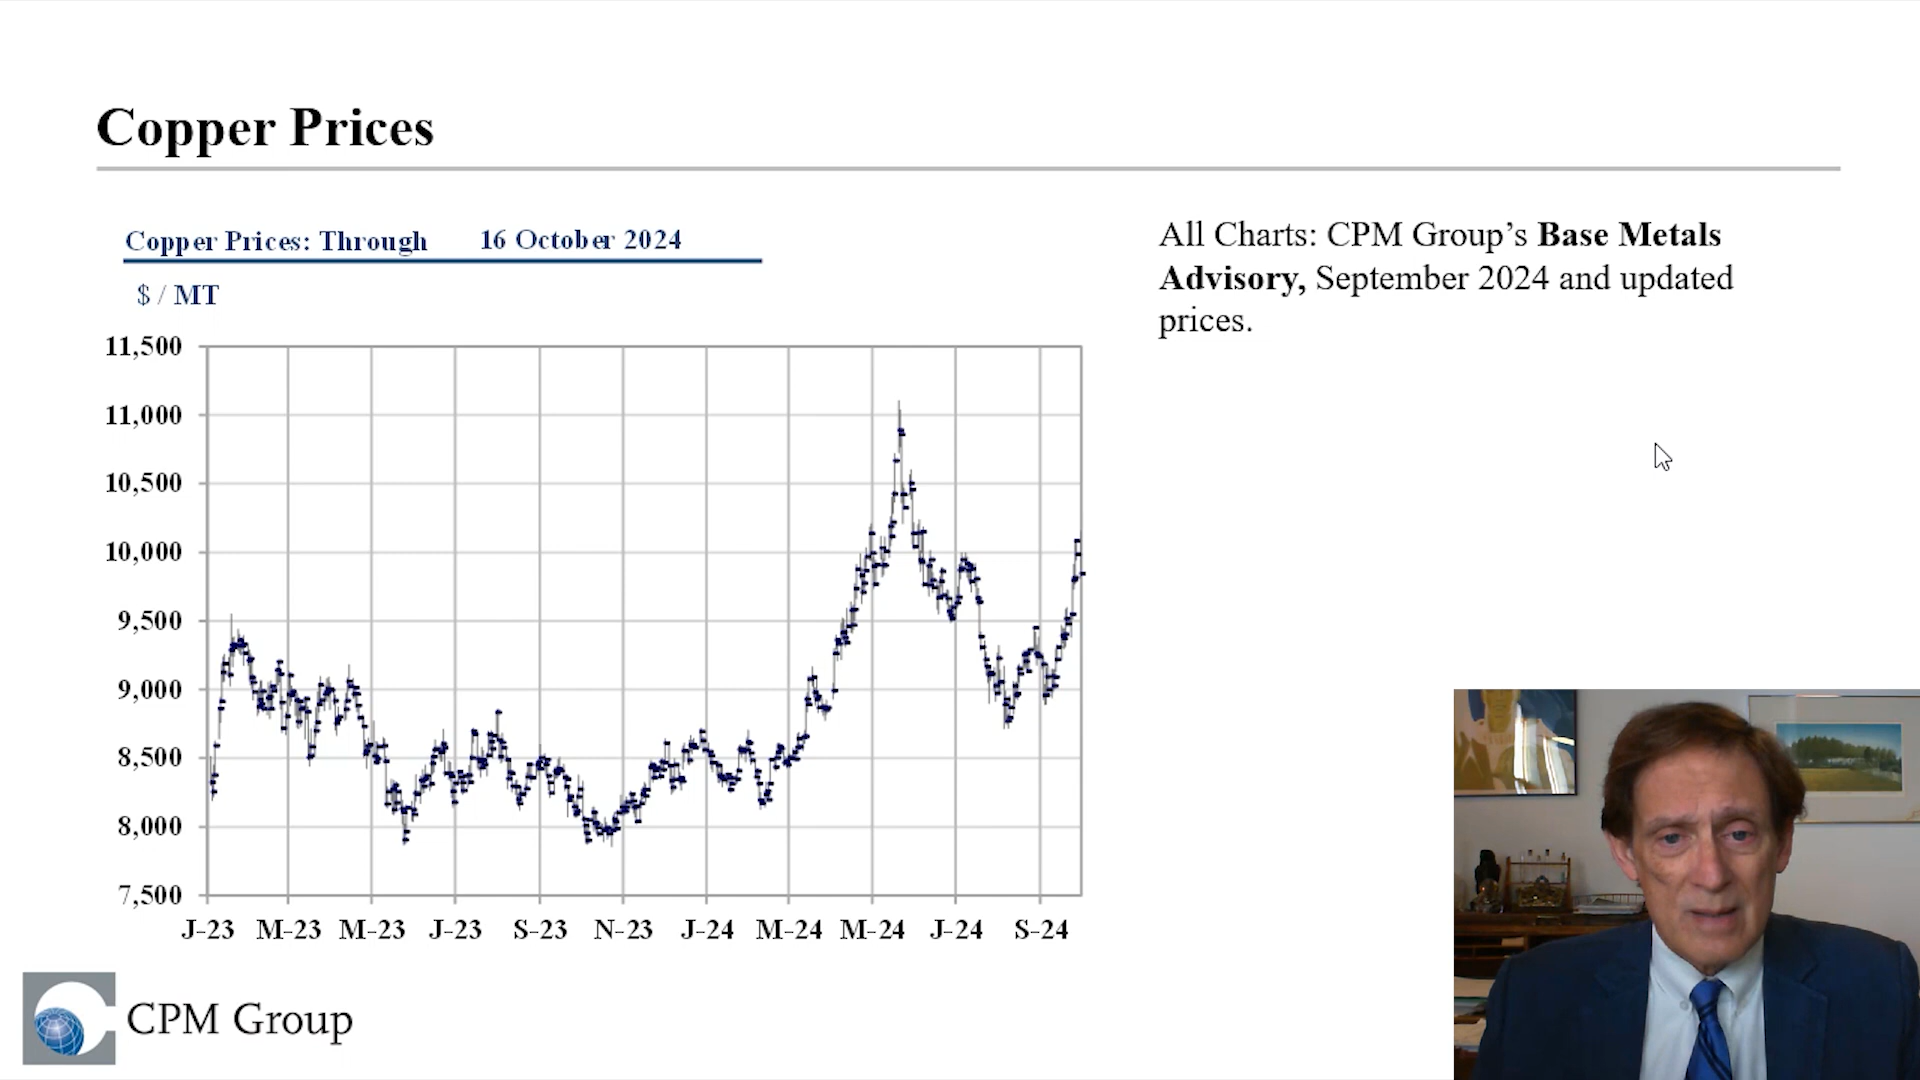 Copper Prices
Copper Prices: Through 16 October 2024
$ / MT
All Charts: CPM Group’s Base Metals
Advisory, September 2024 and updated
prices.
11,500
11,000
10,500
10,000
9,500
9,000
8,500
8,000
7,500
J-23 M-23 M-23 J-23 S-23 N-23 J-24 M-24 M-24 J-24 S-24
CPM Group